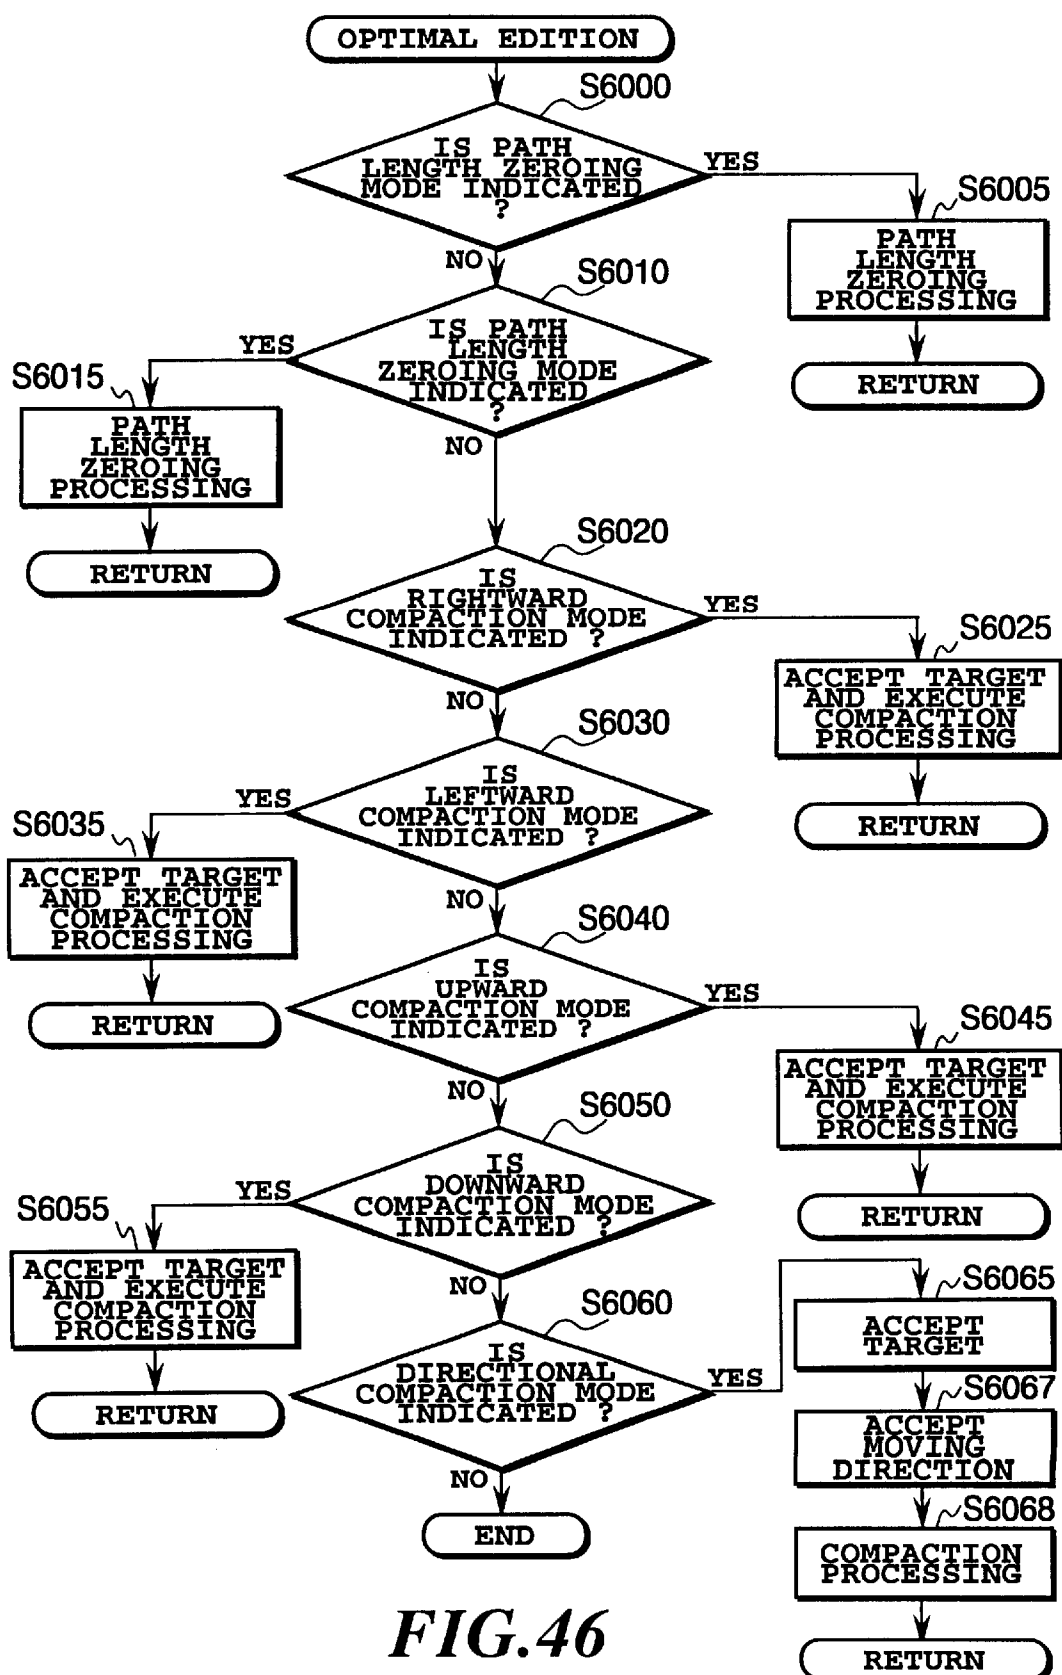 OPTIMAL EDITION
S6000
IS PATH
LENGTH ZEROING
MODE INDICATED
?
YES
S6005
PATH
LENGTH
ZEROING
PROCESSING
RETURN
NO
S6010
IS PATH
LENGTH
ZEROING MODE
INDICATED
?
YES
S6015
PATH
LENGTH
ZEROING
PROCESSING
RETURN
NO
S6020
IS
RIGHTWARD
COMPACTION MODE
INDICATED ?
YES
S6025
ACCEPT TARGET
AND EXECUTE
COMPACTION
PROCESSING
RETURN
NO
S6030
IS
LEFTWARD
COMPACTION MODE
INDICATED ?
YES
S6035
ACCEPT TARGET
AND EXECUTE
COMPACTION
PROCESSING
RETURN
NO
S6040
IS
UPWARD
COMPACTION MODE
INDICATED ?
YES
S6045
ACCEPT TARGET
AND EXECUTE
COMPACTION
PROCESSING
RETURN
NO
S6050
IS
DOWNWARD
COMPACTION MODE
INDICATED ?
YES
S6055
ACCEPT TARGET
AND EXECUTE
COMPACTION
PROCESSING
RETURN
NO
S6060
IS
DIRECTIONAL
COMPACTION MODE
INDICATED ?
YES
S6065
ACCEPT
TARGET
S6067
ACCEPT
MOVING
DIRECTION
S6068
COMPACTION
PROCESSING
RETURN
NO
END
FIG.46